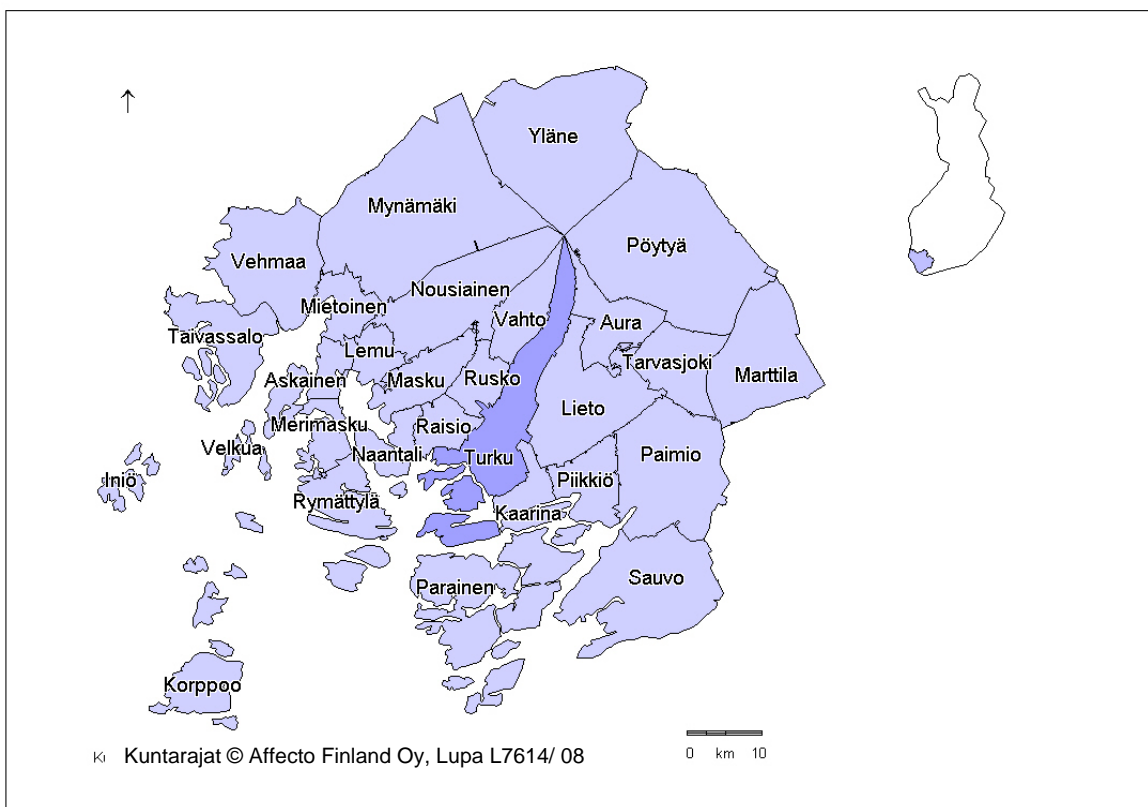 Yläne
Mynämäki
Pöytyä
Vehmaa
Nousiainen
Mietoinen
Vahto
Aura
Taivassalo
Lemu
Tarvasjoki
Askainen
Masku
Rusko
Marttila
Lieto
Merimasku
Raisio
Velkua
Naantali
Turku
Paimio
Iniö
Piikkiö
Rymättylä
Kaarina
Parainen
Sauvo
Korppoo
Kuntarajat © Affecto Finland Oy, Lupa L7614/ 08
0 km 10